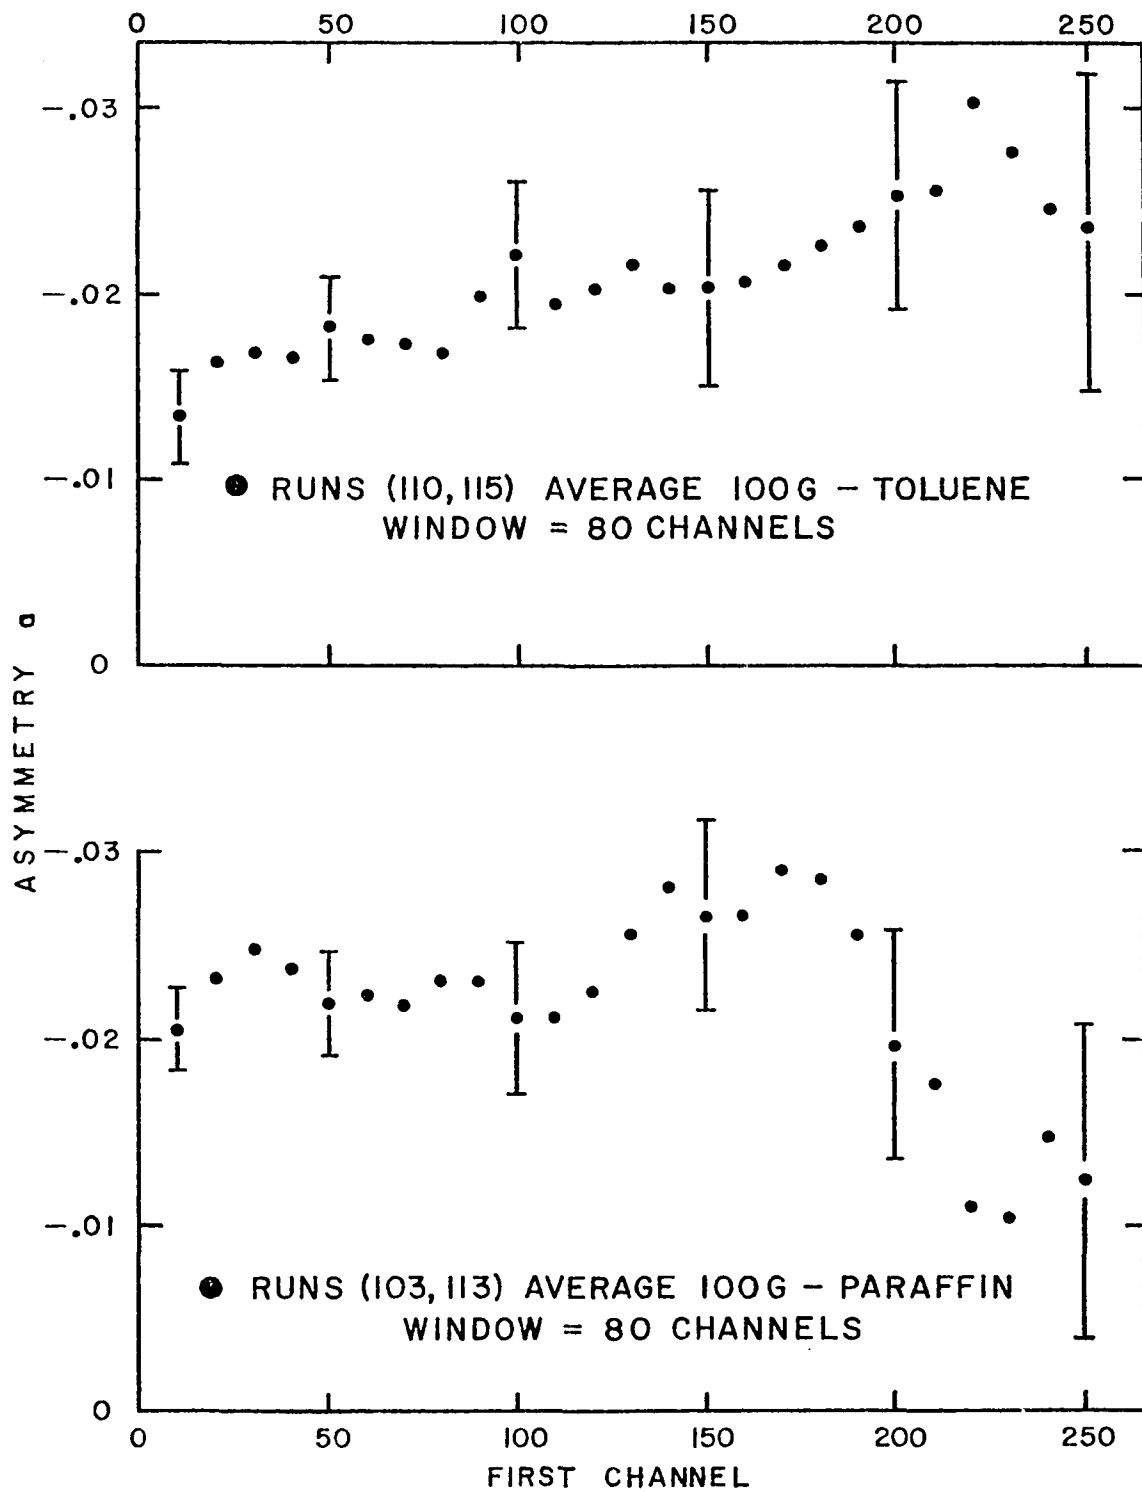 0 50 100 150 200 250
-.03
-.02
-.01
0
RUNS (110,115) AVERAGE 100G - TOLUENE
WINDOW = 80 CHANNELS
ASYMMETRY a
-.03
-.02
-.01
0
RUNS (103,113) AVERAGE 100G - PARAFFIN
WINDOW = 80 CHANNELS
0 50 100 150 200 250
FIRST CHANNEL